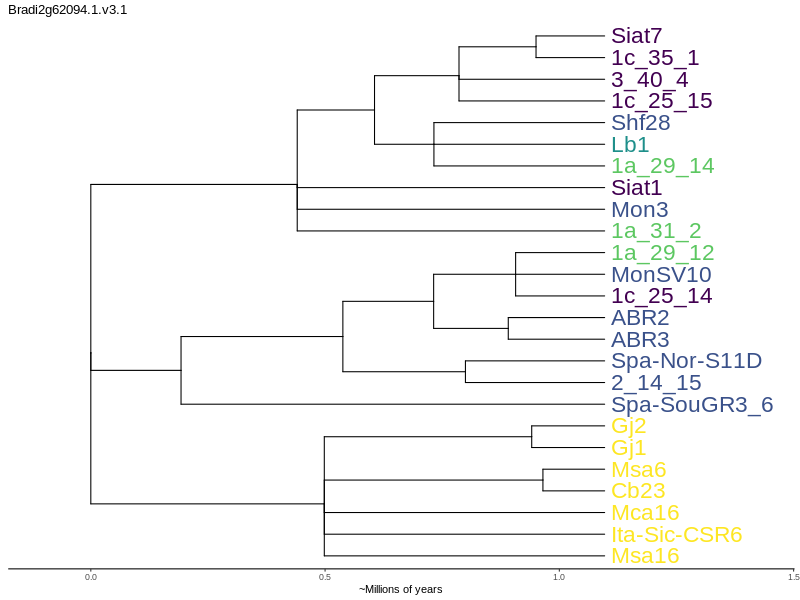 Bradi2g62094.1.v3.1
Siat7
1c_35_1
3_40_4
1c_25_15
Shf28
Lb1
1a_29_14
Siat1
Mon3
1a_31_2
1a_29_12
MonSV10
1c_25_14
ABR2
ABR3
Spa-Nor-S11D
2_14_15
Spa-SouGR3_6
Gj2
Gj1
Msa6
Cb23
Mca16
Ita-Sic-CSR6
Msa16
0.0 0.5 1.0 1.5
~Millions of years